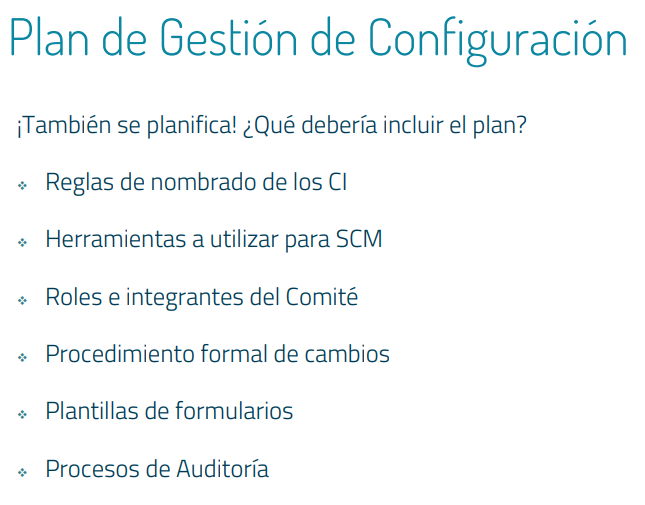 Plan de Gestión de Configuración
¡También se planifica! ¿Qué debería incluir el plan?
Reglas de nombrado de los CI
Herramientas a utilizar para SCM
Roles e integrantes del Comité
Procedimiento formal de cambios
Plantillas de formularios
Procesos de Auditoría